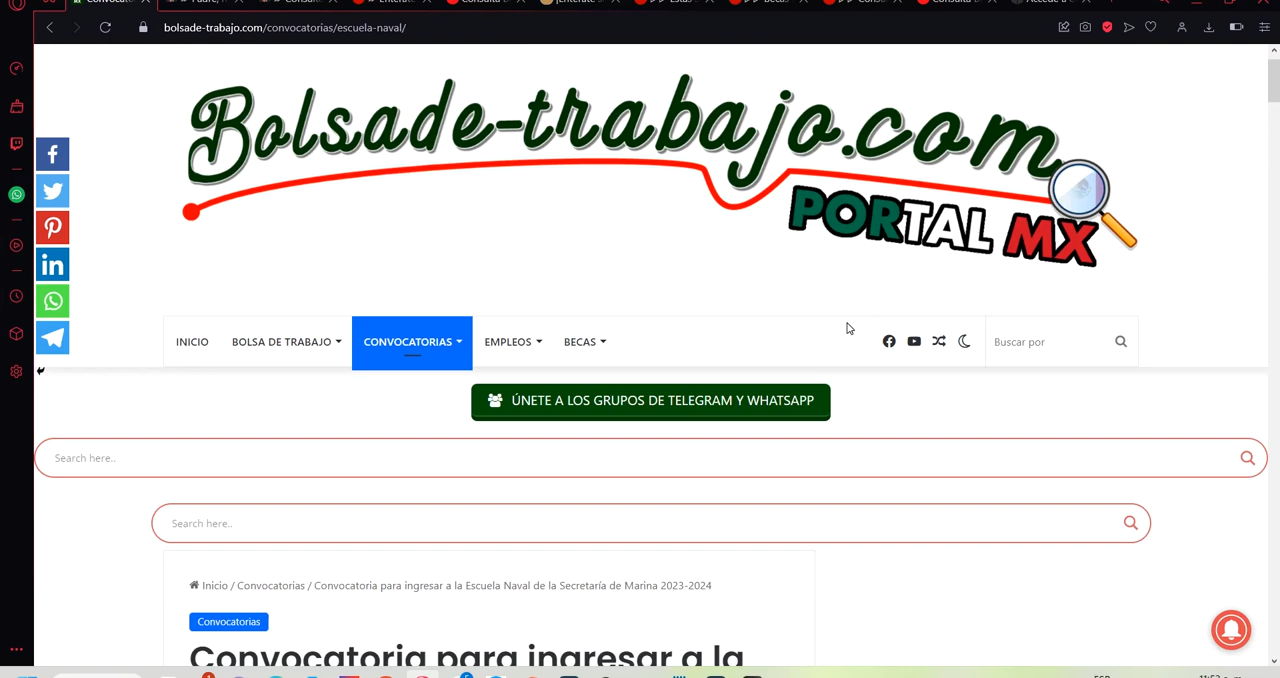 bolsade-trabajo.com/convocatorias/escuela-naval/
Bolsade-trabajo.com
PORTAL MX
INICIO
BOLSA DE TRABAJO
CONVOCATORIAS
EMPLEOS
BECAS
Buscar por
ÚNETE A LOS GRUPOS DE TELEGRAM Y WHATSAPP
Search here..
Search here..
Inicio / Convocatorias / Convocatoria para ingresar a la Escuela Naval de la Secretaría de Marina 2023-2024
Convocatorias
Convocatoria para ingresar a la